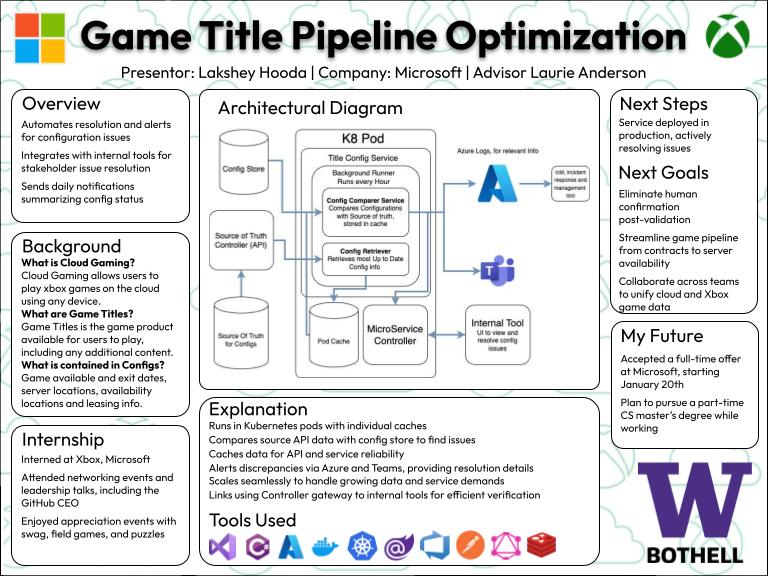 Game Title Pipeline Optimization
Presentor: Lakshey Hooda | Company: Microsoft | Advisor Laurie Anderson
Overview
Automates resolution and alerts
for configuration issues
Integrates with internal tools for
stakeholder issue resolution
Sends daily notifications
summarizing config status
Background
What is Cloud Gaming?
Cloud Gaming allows users to
play xbox games on the cloud
using any device.
What are Game Titles?
Game Titles is the game product
available for users to play,
including any additional content.
What is contained in Configs?
Game available and exit dates,
server locations, availability
locations and leasing info.
Internship
Interned at Xbox, Microsoft
Attended networking events and
leadership talks, including the
GitHub CEO
Enjoyed appreciation events with
swag, field games, and puzzles
Architectural Diagram
K8 Pod
Config Store
Title Config Service
Background Runner
Runs every Hour
Config Comparer Service
Compares Configurations
with Source of truth,
stored in cache
Azure Logs, for relevant Info
IcM, incident
response and
management
tool
Source of Truth
Controller (API)
Config Retriever
Retrieves most Up to Date
Config info
Source Of Truth
for Configs
Pod Cache
MicroService
Controller
Internal Tool
UI to view and
resolve config
issues
Explanation
Runs in Kubernetes pods with individual caches
Compares source API data with config store to find issues
Caches data for API and service reliability
Alerts discrepancies via Azure and Teams, providing resolution details
Scales seamlessly to handle growing data and service demands
Links using Controller gateway to internal tools for efficient verification
Tools Used
Next Steps
Service deployed in
production, actively
resolving issues
Next Goals
Eliminate human
confirmation
post-validation
Streamline game pipeline
from contracts to server
availability
Collaborate across teams
to unify cloud and Xbox
game data
My Future
Accepted a full-time offer
at Microsoft, starting
January 20th
Plan to pursue a part-time
CS master's degree while
working
W
BOTHELL